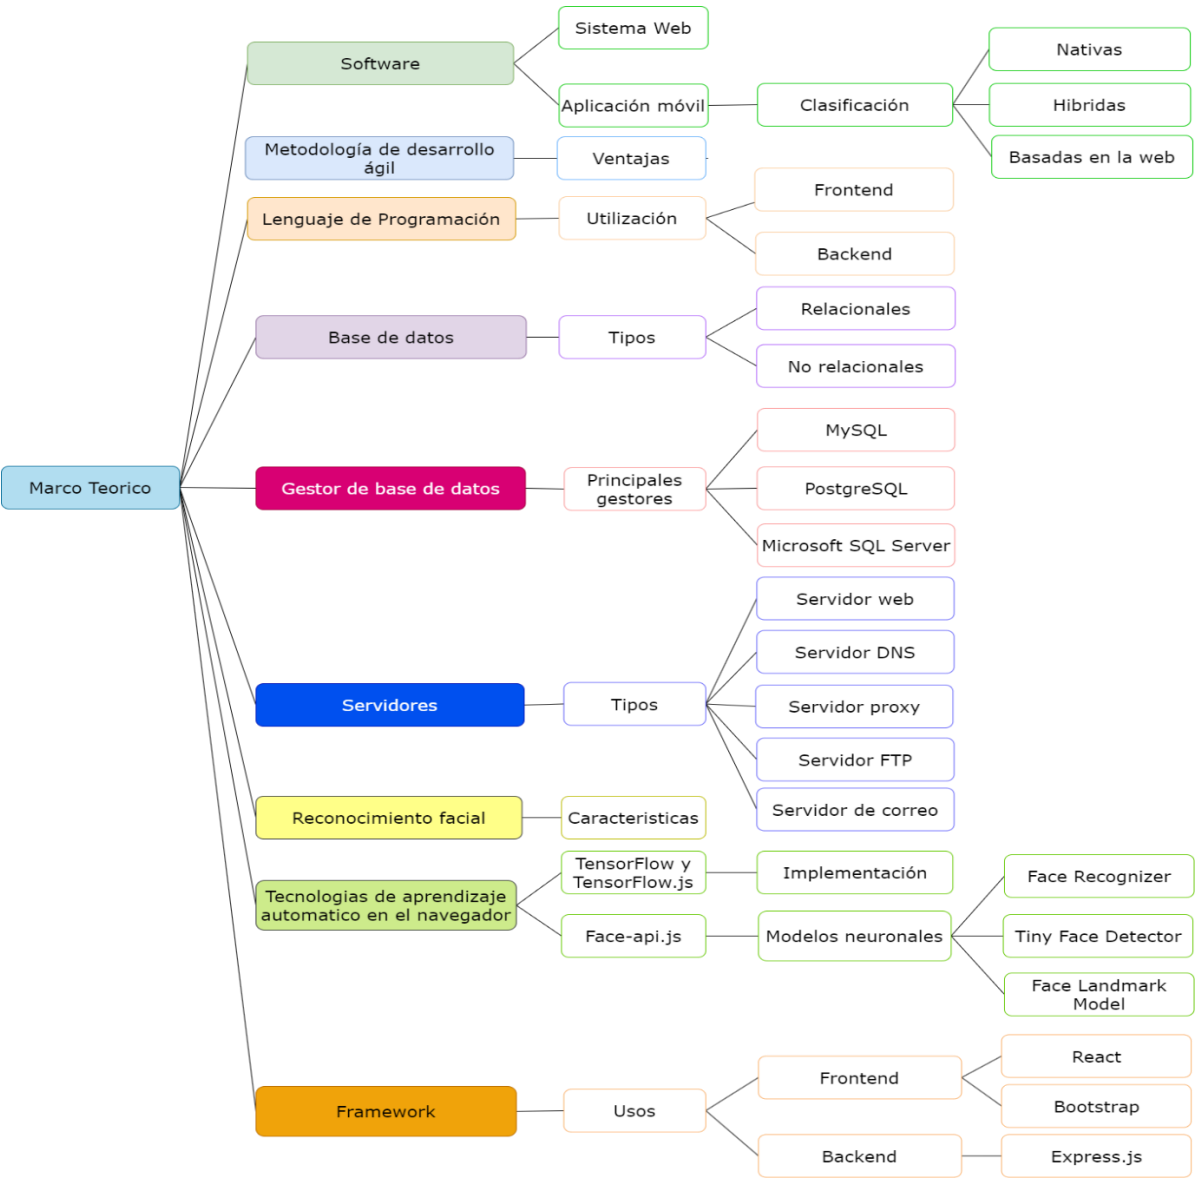 Marco Teorico
Software
Sistema Web
Aplicación móvil
Clasificación
Nativas
Hibridas
Basadas en la web
Metodología de desarrollo
ágil
Ventajas
Lenguaje de Programación
Utilización
Frontend
Backend
Base de datos
Tipos
Relacionales
No relacionales
Gestor de base de datos
Principales
gestores
MySQL
PostgreSQL
Microsoft SQL Server
Servidores
Tipos
Servidor web
Servidor DNS
Servidor proxy
Servidor FTP
Servidor de correo
Reconocimiento facial
Caracteristicas
Tecnologias de aprendizaje
automatico en el navegador
TensorFlow y
TensorFlow.js
Implementación
Face-api.js
Modelos neuronales
Face Recognizer
Tiny Face Detector
Face Landmark
Model
Framework
Usos
Frontend
React
Bootstrap
Backend
Express.js